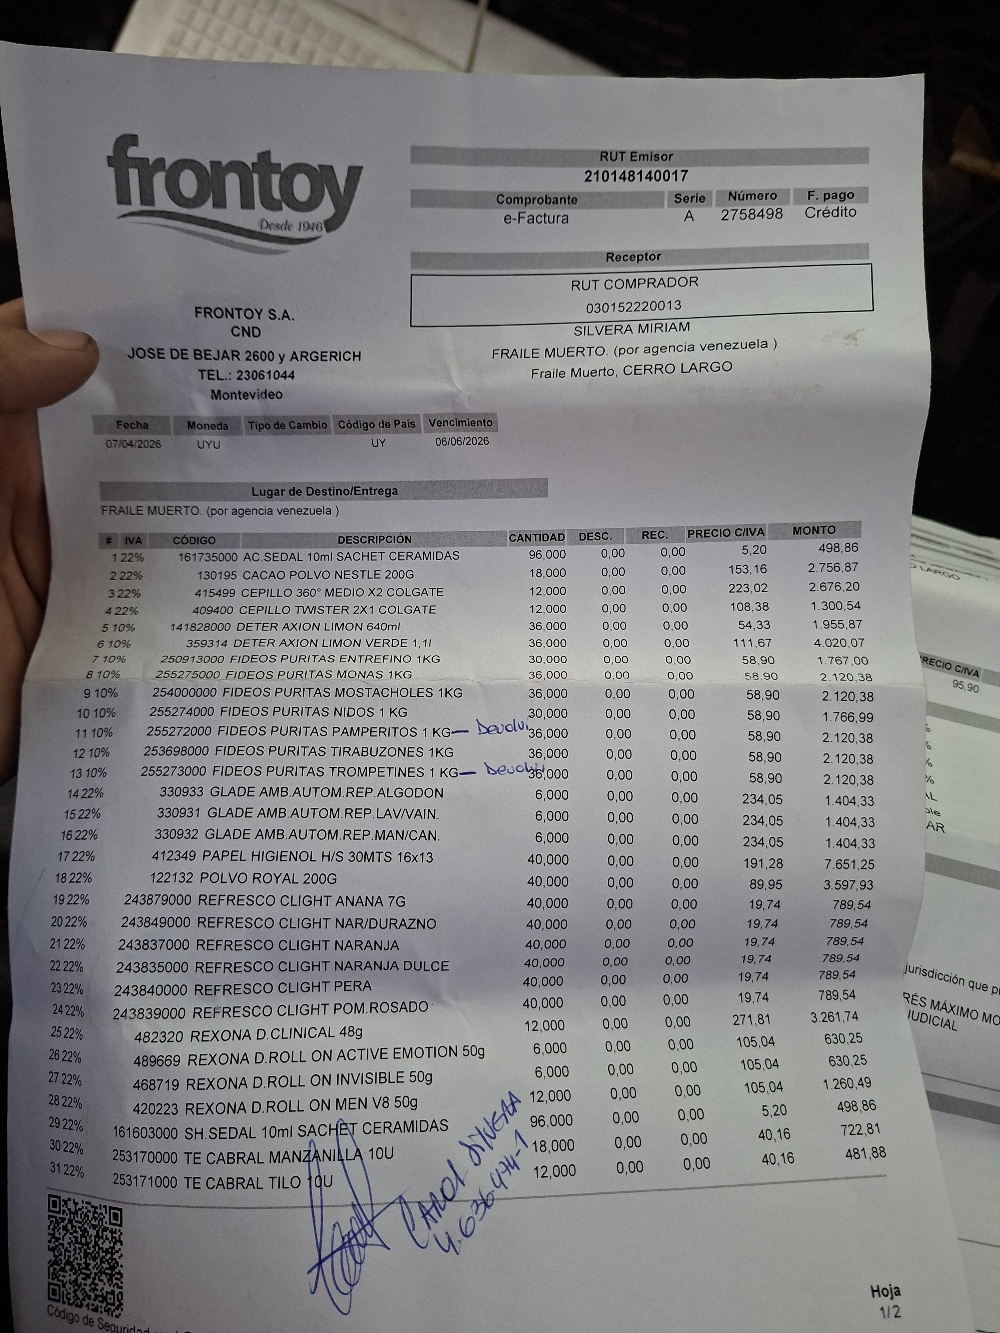 frontoy
Desde 1946
RUT Emisor
210148140017
Comprobante Serie Número F. pago
e-Factura A 2758498 Crédito
Receptor
RUT COMPRADOR
030152220013
SILVERA MIRIAM
FRAILE MUERTO. (por agencia venezuela )
Fraile Muerto, CERRO LARGO
FRONTOY S.A.
CND
JOSE DE BEJAR 2600 y ARGERICH
TEL.: 23061044
Montevideo
Fecha Moneda Tipo de Cambio Código de Pais Vencimiento
07/04/2026 UYU UY 06/06/2026
Lugar de Destino/Entrega
FRAILE MUERTO. (por agencia venezuela )
# IVA CÓDIGO DESCRIPCIÓN CANTIDAD DESC. REC. PRECIO C/IVA MONTO
1 22% 161735000 AC.SEDAL 10ml SACHET CERAMIDAS 96,000 0,00 0,00 5,20 498,86
2 22% 130195 CACAO POLVO NESTLE 200G 18,000 0,00 0,00 153,16 2.756,87
3 22% 415499 CEPILLO 360° MEDIO X2 COLGATE 12,000 0,00 0,00 223,02 2.676,20
4 22% 409400 CEPILLO TWISTER 2X1 COLGATE 12,000 0,00 0,00 108,38 1.300,54
5 10% 141828000 DETER AXION LIMON 640ml 36,000 0,00 0,00 54,33 1.955,87
6 10% 359314 DETER AXION LIMON VERDE 1,1l 36,000 0,00 0,00 111,67 4.020,07
7 10% 250913000 FIDEOS PURITAS ENTREFINO 1KG 30,000 0,00 0,00 58,90 1.767,00
8 10% 255275000 FIDEOS PURITAS MONAS 1KG 36,000 0,00 0,00 58,90 2.120,38
9 10% 254000000 FIDEOS PURITAS MOSTACHOLES 1KG 36,000 0,00 0,00 58,90 2.120,38
10 10% 255274000 FIDEOS PURITAS NIDOS 1 KG 30,000 0,00 0,00 58,90 1.766,99
11 10% 255272000 FIDEOS PURITAS PAMPERITOS 1 KG — Devolvi 36,000 0,00 0,00 58,90 2.120,38
12 10% 253698000 FIDEOS PURITAS TIRABUZONES 1KG 36,000 0,00 0,00 58,90 2.120,38
13 10% 255273000 FIDEOS PURITAS TROMPETINES 1 KG — Devolvi 36,000 0,00 0,00 58,90 2.120,38
14 22% 330933 GLADE AMB.AUTOM.REP.ALGODON 6,000 0,00 0,00 234,05 1.404,33
15 22% 330931 GLADE AMB.AUTOM.REP.LAV/VAIN. 6,000 0,00 0,00 234,05 1.404,33
16 22% 330932 GLADE AMB.AUTOM.REP.MAN/CAN. 6,000 0,00 0,00 234,05 1.404,33
17 22% 412349 PAPEL HIGIENOL H/S 30MTS 16x13 40,000 0,00 0,00 191,28 7.651,25
18 22% 122132 POLVO ROYAL 200G 40,000 0,00 0,00 89,95 3.597,93
19 22% 243879000 REFRESCO CLIGHT ANANA 7G 40,000 0,00 0,00 19,74 789,54
20 22% 243849000 REFRESCO CLIGHT NAR/DURAZNO 40,000 0,00 0,00 19,74 789,54
21 22% 243837000 REFRESCO CLIGHT NARANJA 40,000 0,00 0,00 19,74 789,54
22 22% 243835000 REFRESCO CLIGHT NARANJA DULCE 40,000 0,00 0,00 19,74 789,54
23 22% 243840000 REFRESCO CLIGHT PERA 40,000 0,00 0,00 19,74 789,54
24 22% 243839000 REFRESCO CLIGHT POM.ROSADO 40,000 0,00 0,00 19,74 789,54
25 22% 482320 REXONA D.CLINICAL 48g 12,000 0,00 0,00 271,81 3.261,74
26 22% 489669 REXONA D.ROLL ON ACTIVE EMOTION 50g 6,000 0,00 0,00 105,04 630,25
27 22% 468719 REXONA D.ROLL ON INVISIBLE 50g 6,000 0,00 0,00 105,04 630,25
28 22% 420223 REXONA D.ROLL ON MEN V8 50g 12,000 0,00 0,00 105,04 1.260,49
29 22% 161603000 SH.SEDAL 10ml SACHET CERAMIDAS 96,000 0,00 0,00 5,20 498,86
30 22% 253170000 TE CABRAL MANZANILLA 10U 18,000 0,00 0,00 40,16 722,81
31 22% 253171000 TE CABRAL TILO 10U 12,000 0,00 0,00 40,16 481,88
CAROL SILVERA
4.636474-1
Código de Seguridad
Hoja
1/2
LARGO
PRECIO C/IVA
95,90
jurisdicción que
RÉS MÁXIMO MO
JUDICIAL